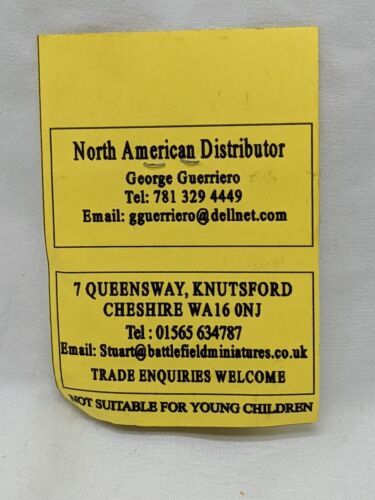 North American Distributor
George Guerriero
Tel: 781 329 4449
Email: gguerriero@dellnet.com
7 QUEENSWAY, KNUTSFORD
CHESHIRE WA16 0NJ
Tel : 01565 634787
Email: Stuart@battlefieldminiatures.co.uk
TRADE ENQUIRIES WELCOME
NOT SUITABLE FOR YOUNG CHILDREN